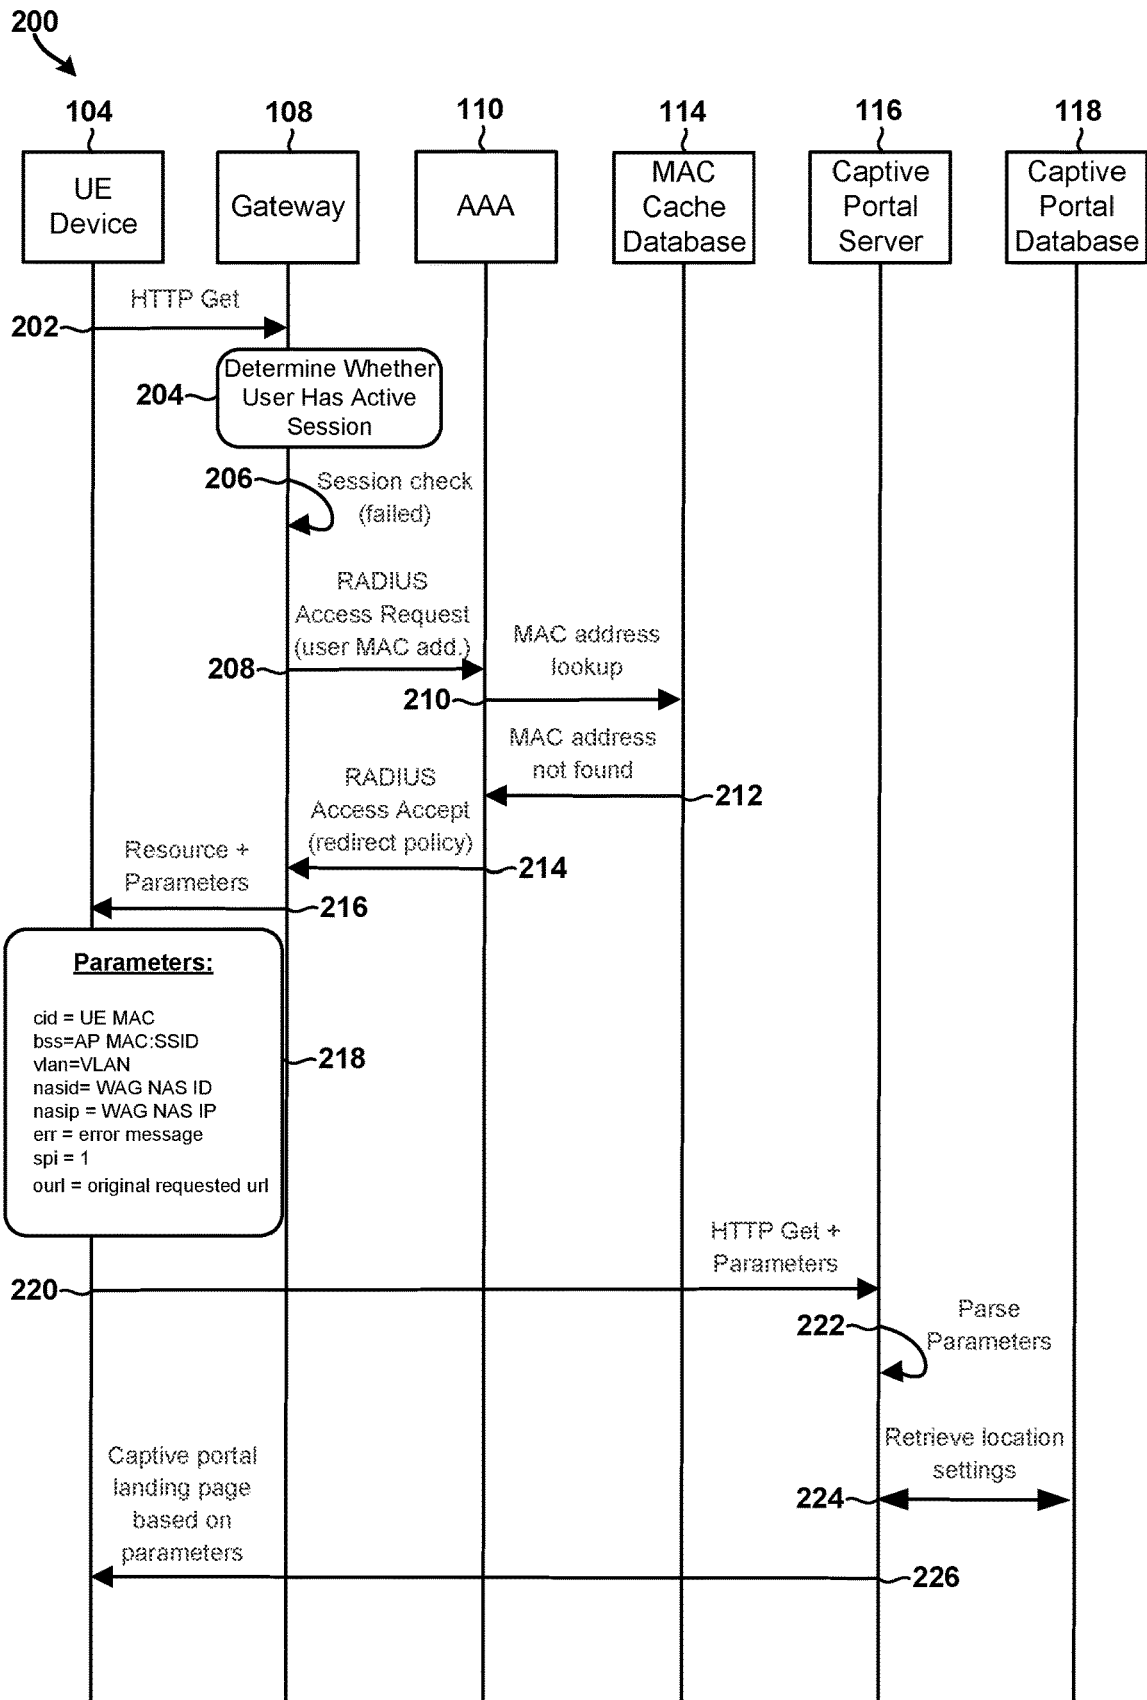 200
104
108
110
114
116
118
UE
Device
Gateway
AAA
MAC
Cache
Database
Captive
Portal
Server
Captive
Portal
Database
HTTP Get
202
Determine Whether
User Has Active
Session
204
206
Session check
(failed)
RADIUS
Access Request
(user MAC add.)
208
MAC address
lookup
210
MAC address
not found
212
RADIUS
Access Accept
(redirect policy)
214
Resource +
Parameters
216
Parameters:
cid = UE MAC
bss=AP MAC:SSID
vlan=VLAN
nasid= WAG NAS ID
nasip = WAG NAS IP
err = error message
spi = 1
ourl = original requested url
218
HTTP Get +
Parameters
220
222
Parse
Parameters
Retrieve location
settings
224
Captive portal
landing page
based on
parameters
226